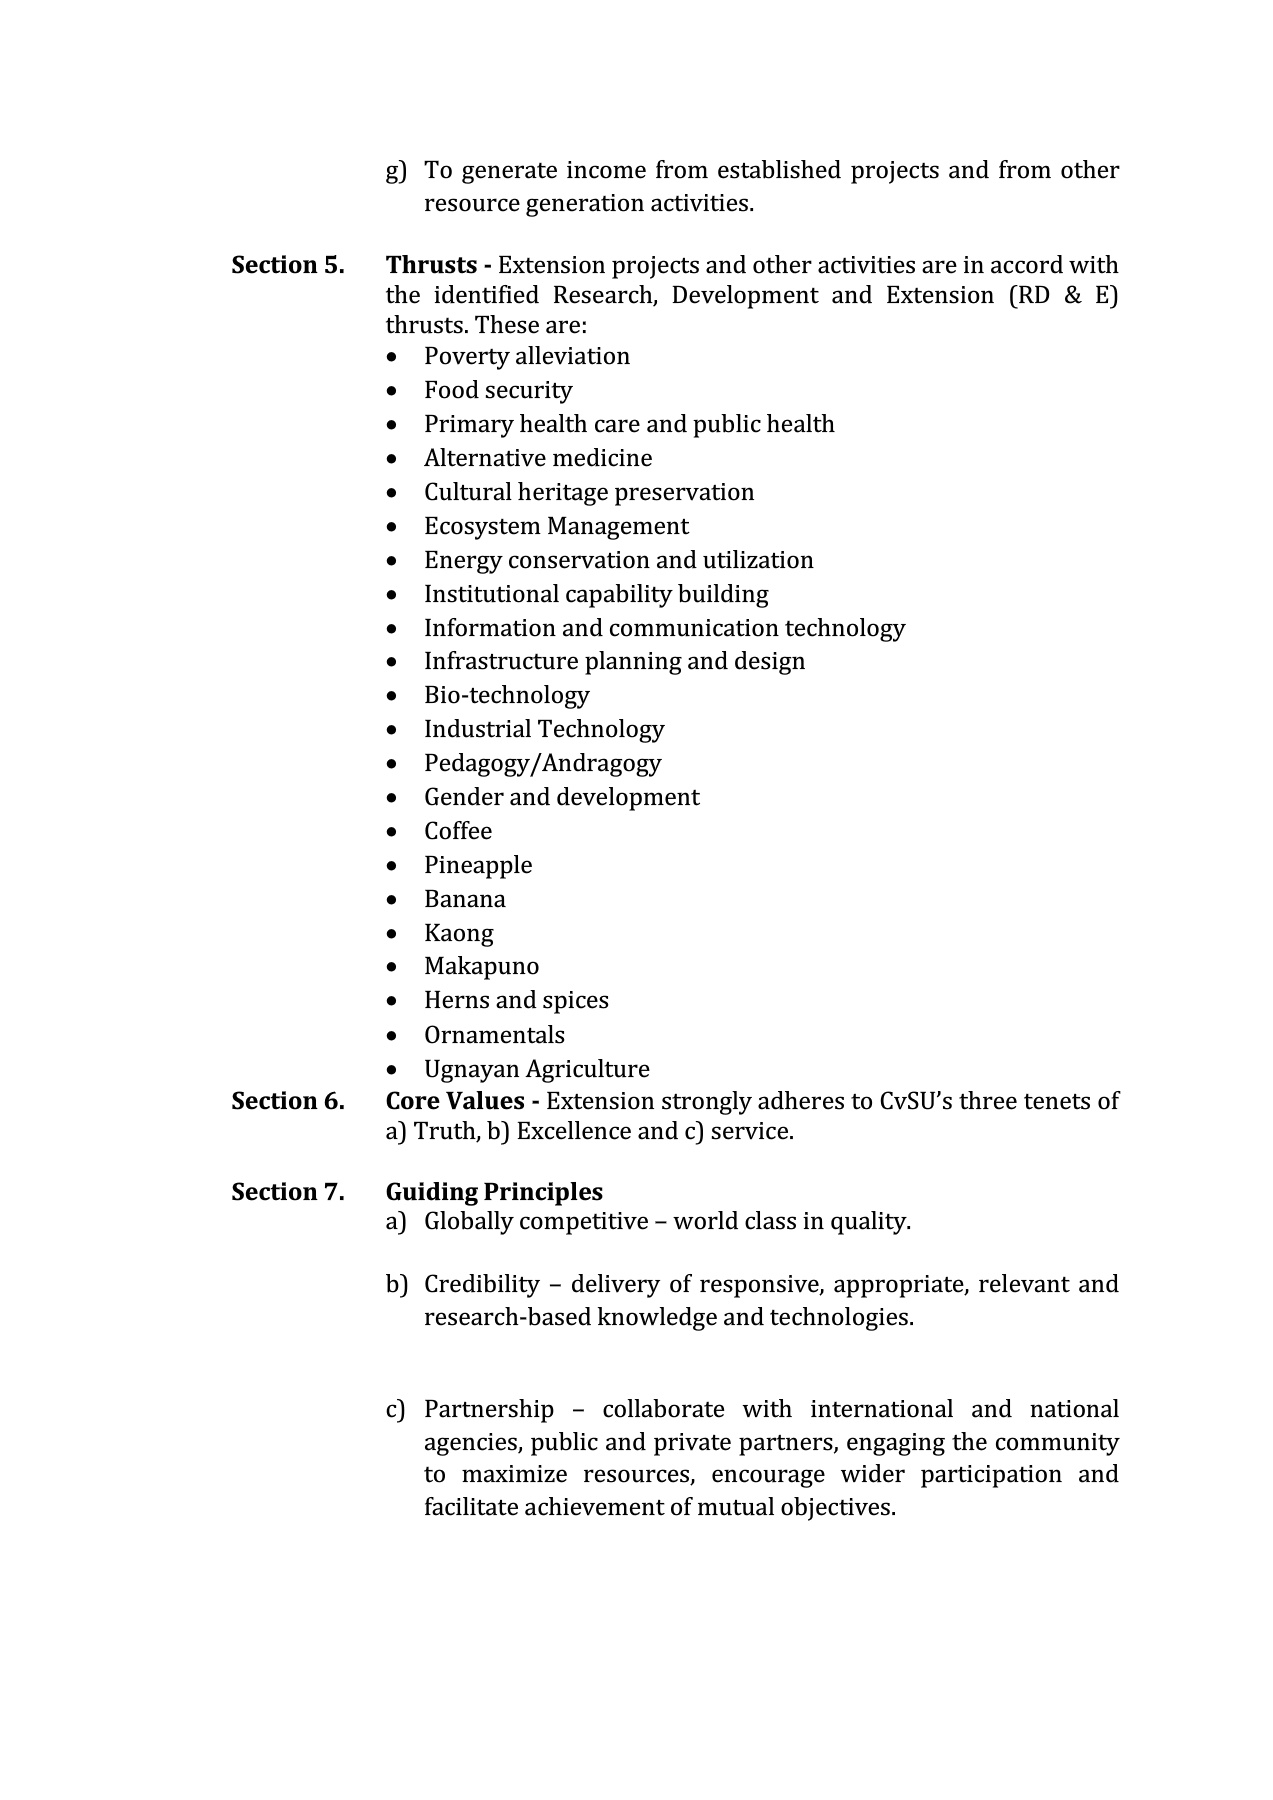 g) To generate income from established projects and from other
resource generation activities.
Section 5. Thrusts - Extension projects and other activities are in accord with
the identified Research, Development and Extension (RD & E)
thrusts. These are:
• Poverty alleviation
• Food security
• Primary health care and public health
• Alternative medicine
• Cultural heritage preservation
• Ecosystem Management
• Energy conservation and utilization
• Institutional capability building
• Information and communication technology
• Infrastructure planning and design
• Bio-technology
• Industrial Technology
• Pedagogy/Andragogy
• Gender and development
• Coffee
• Pineapple
• Banana
• Kaong
• Makapuno
• Herns and spices
• Ornamentals
• Ugnayan Agriculture
Section 6. Core Values - Extension strongly adheres to CvSU’s three tenets of
a) Truth, b) Excellence and c) service.
Section 7. Guiding Principles
a) Globally competitive – world class in quality.
b) Credibility – delivery of responsive, appropriate, relevant and
research-based knowledge and technologies.
c) Partnership – collaborate with international and national
agencies, public and private partners, engaging the community
to maximize resources, encourage wider participation and
facilitate achievement of mutual objectives.